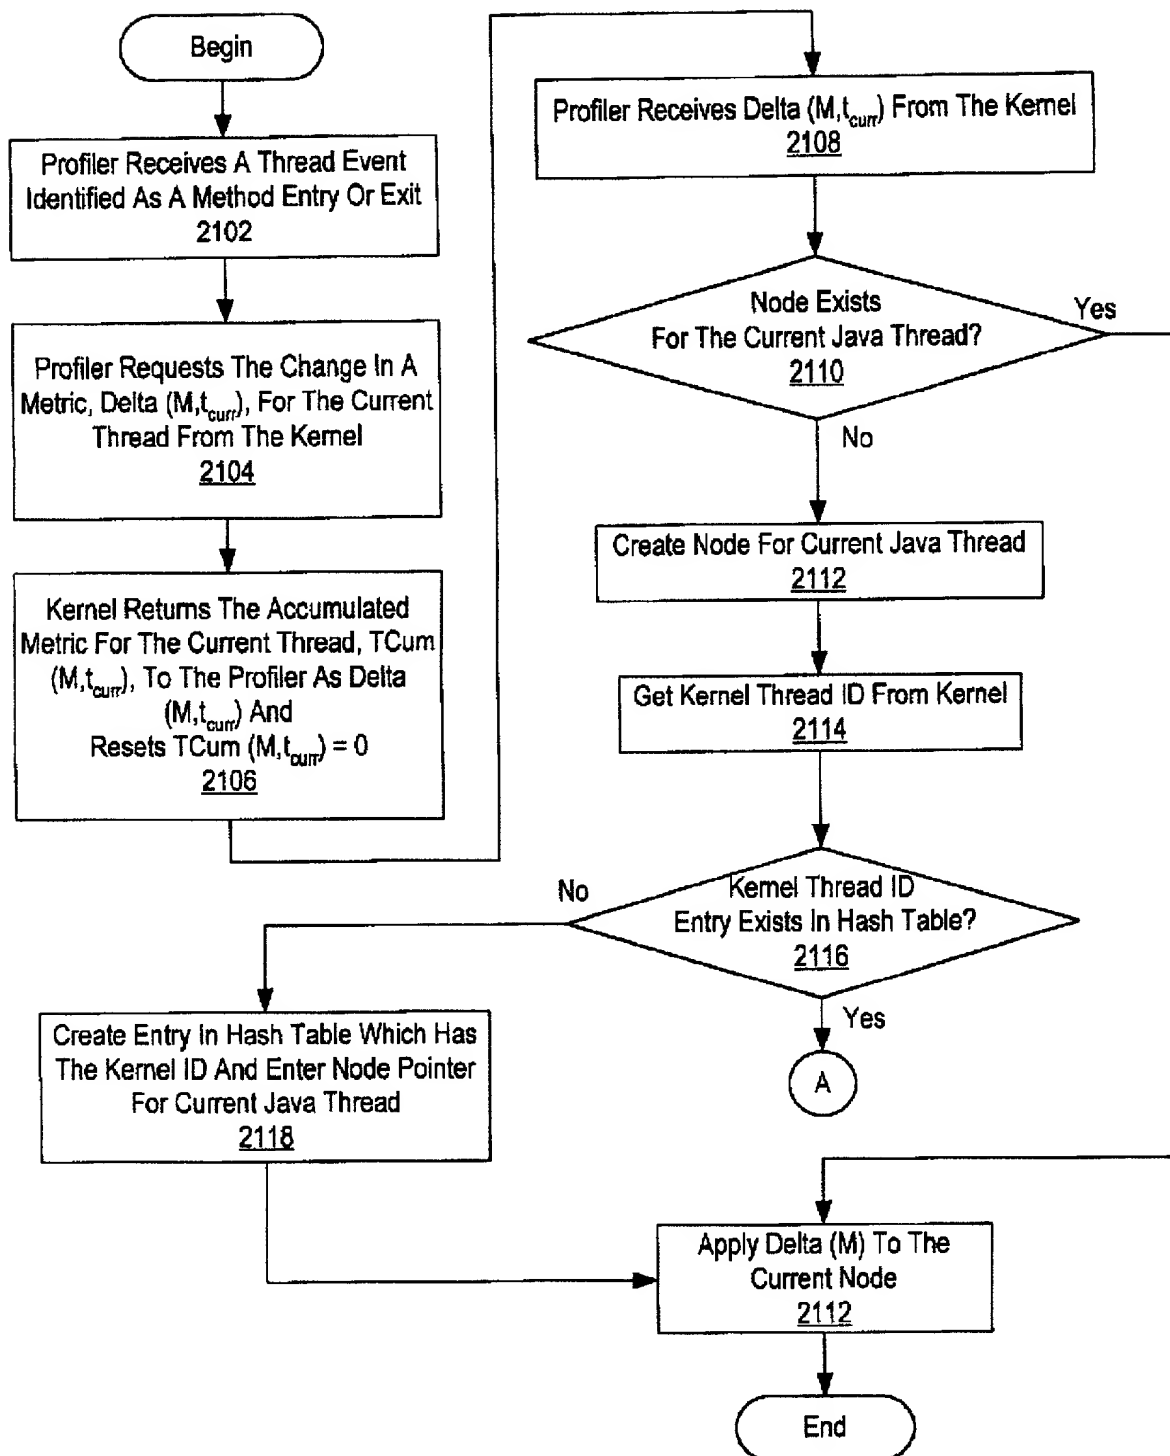 Begin
Profiler Receives A Thread Event
Identified As A Method Entry Or Exit
2102
Profiler Requests The Change In A
Metric, Delta (M,tcurr), For The Current
Thread From The Kernel
2104
Kernel Returns The Accumulated
Metric For The Current Thread, TCum
(M,tcurr), To The Profiler As Delta
(M,tcurr) And
Resets TCum (M,tcurr) = 0
2106
Profiler Receives Delta (M,tcurr) From The Kernel
2108
Node Exists
For The Current Java Thread?
2110
Yes
No
Create Node For Current Java Thread
2112
Get Kernel Thread ID From Kernel
2114
Kernel Thread ID
Entry Exists In Hash Table?
2116
No
Yes
A
Create Entry In Hash Table Which Has
The Kernel ID And Enter Node Pointer
For Current Java Thread
2118
Apply Delta (M) To The
Current Node
2112
End